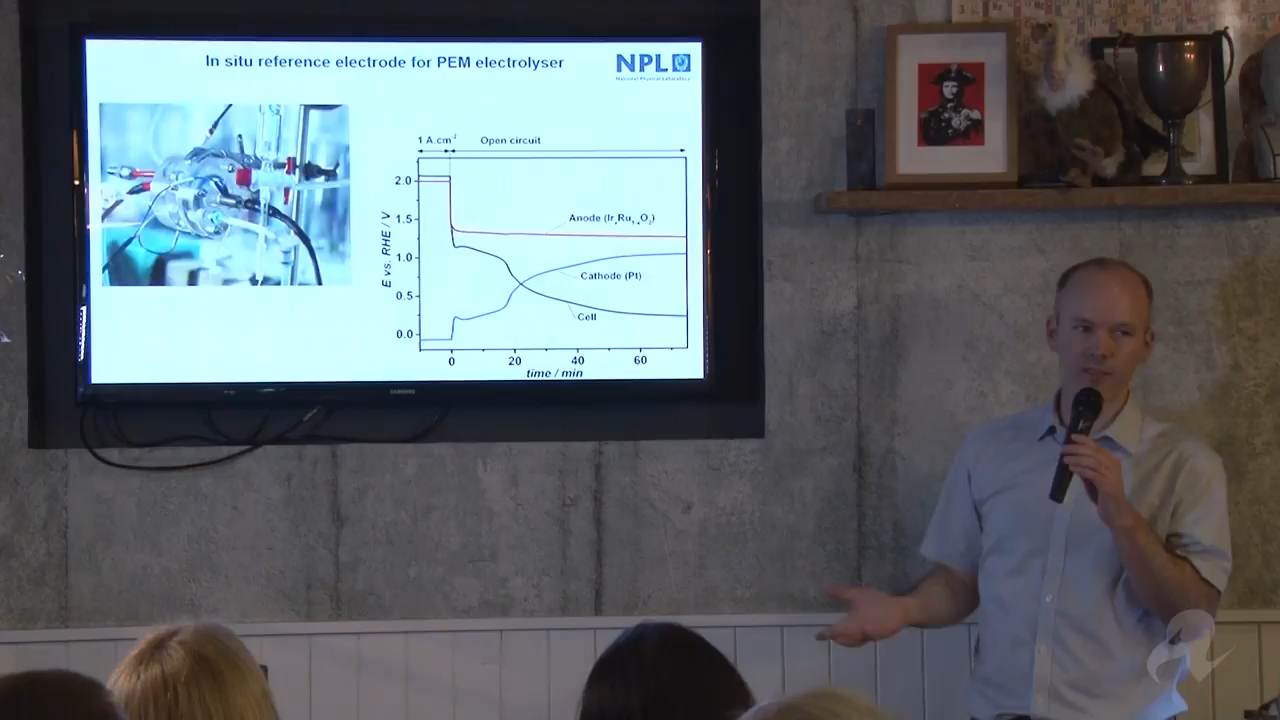 In situ reference electrode for PEM electrolyser
NPL
National Physical Laboratory
1 A.cm⁻²
Open circuit
2.0
1.5
1.0
0.5
0.0
E vs. RHE / V
Anode (IrₓRu₁₋ₓO₂)
Cathode (Pt)
Cell
0
20
40
60
time / min
SAMSUNG